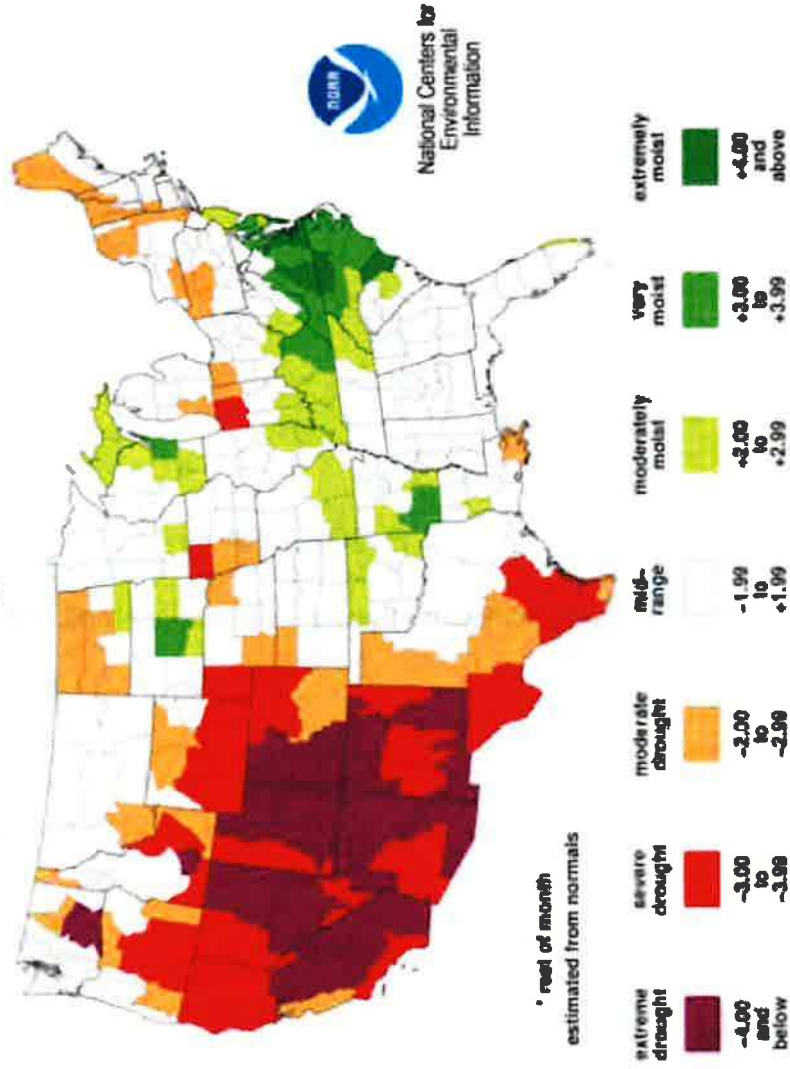 NOAA
National Centers for
Environmental
Information
* rest of month
estimated from normals
extreme
drought
severe
drought
moderate
drought
mid-
range
moderately
moist
very
moist
extremely
moist
-4.00
and
below
-3.00
to
-3.99
-2.00
to
-2.99
-1.99
to
+1.99
+2.00
to
+2.99
+3.00
to
+3.99
+4.00
and
above